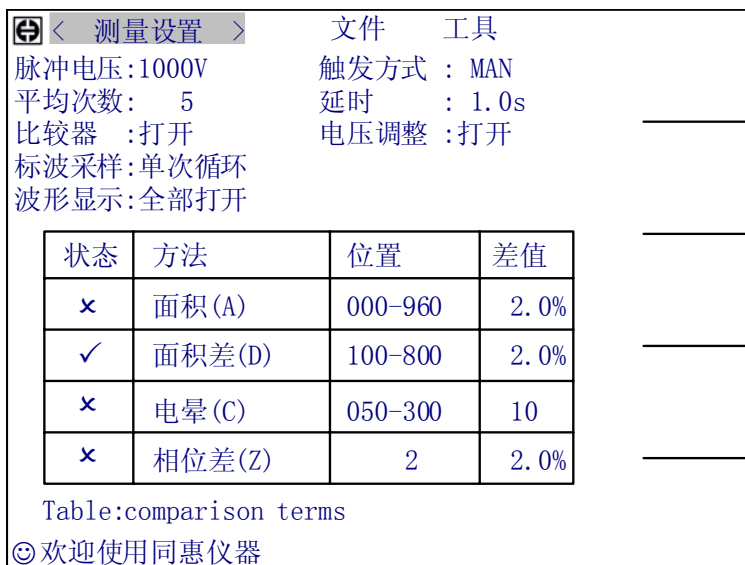 < 测量设置 > 文件 工具
脉冲电压:1000V 触发方式 : MAN
平均次数: 5 延时 : 1.0s
比较器 :打开 电压调整 :打开
标波采样:单次循环
波形显示:全部打开
状态 方法 位置 差值
× 面积(A) 000-960 2.0%
✓ 面积差(D) 100-800 2.0%
× 电晕(C) 050-300 10
× 相位差(Z) 2 2.0%
Table:comparison terms
☺欢迎使用同惠仪器